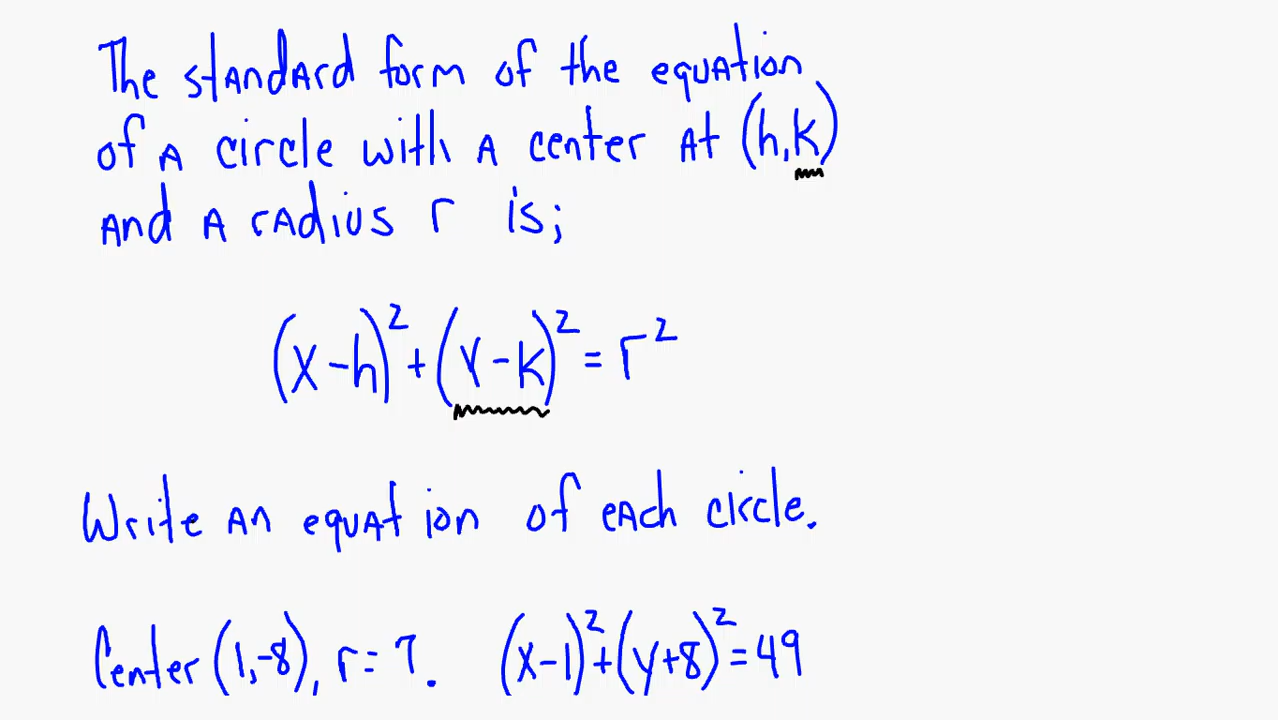 The standard form of the equation
of a circle with a center at (h,k)
and a radius r is;
(x-h)²+(y-k)²=r²
Write an equation of each circle.
Center (1,-8), r=7. (x-1)²+(y+8)²=49